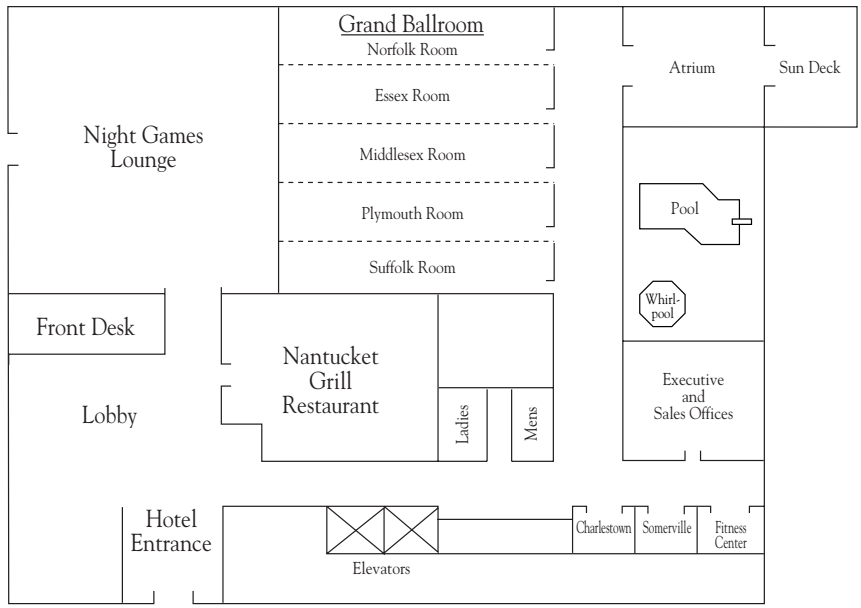 Grand Ballroom
Norfolk Room
Essex Room
Middlesex Room
Plymouth Room
Suffolk Room
Atrium
Sun Deck
Night Games
Lounge
Pool
Whirl-
pool
Front Desk
Lobby
Nantucket
Grill
Restaurant
Ladies
Mens
Executive
and
Sales Offices
Hotel
Entrance
Elevators
Charlestown
Somerville
Fitness
Center